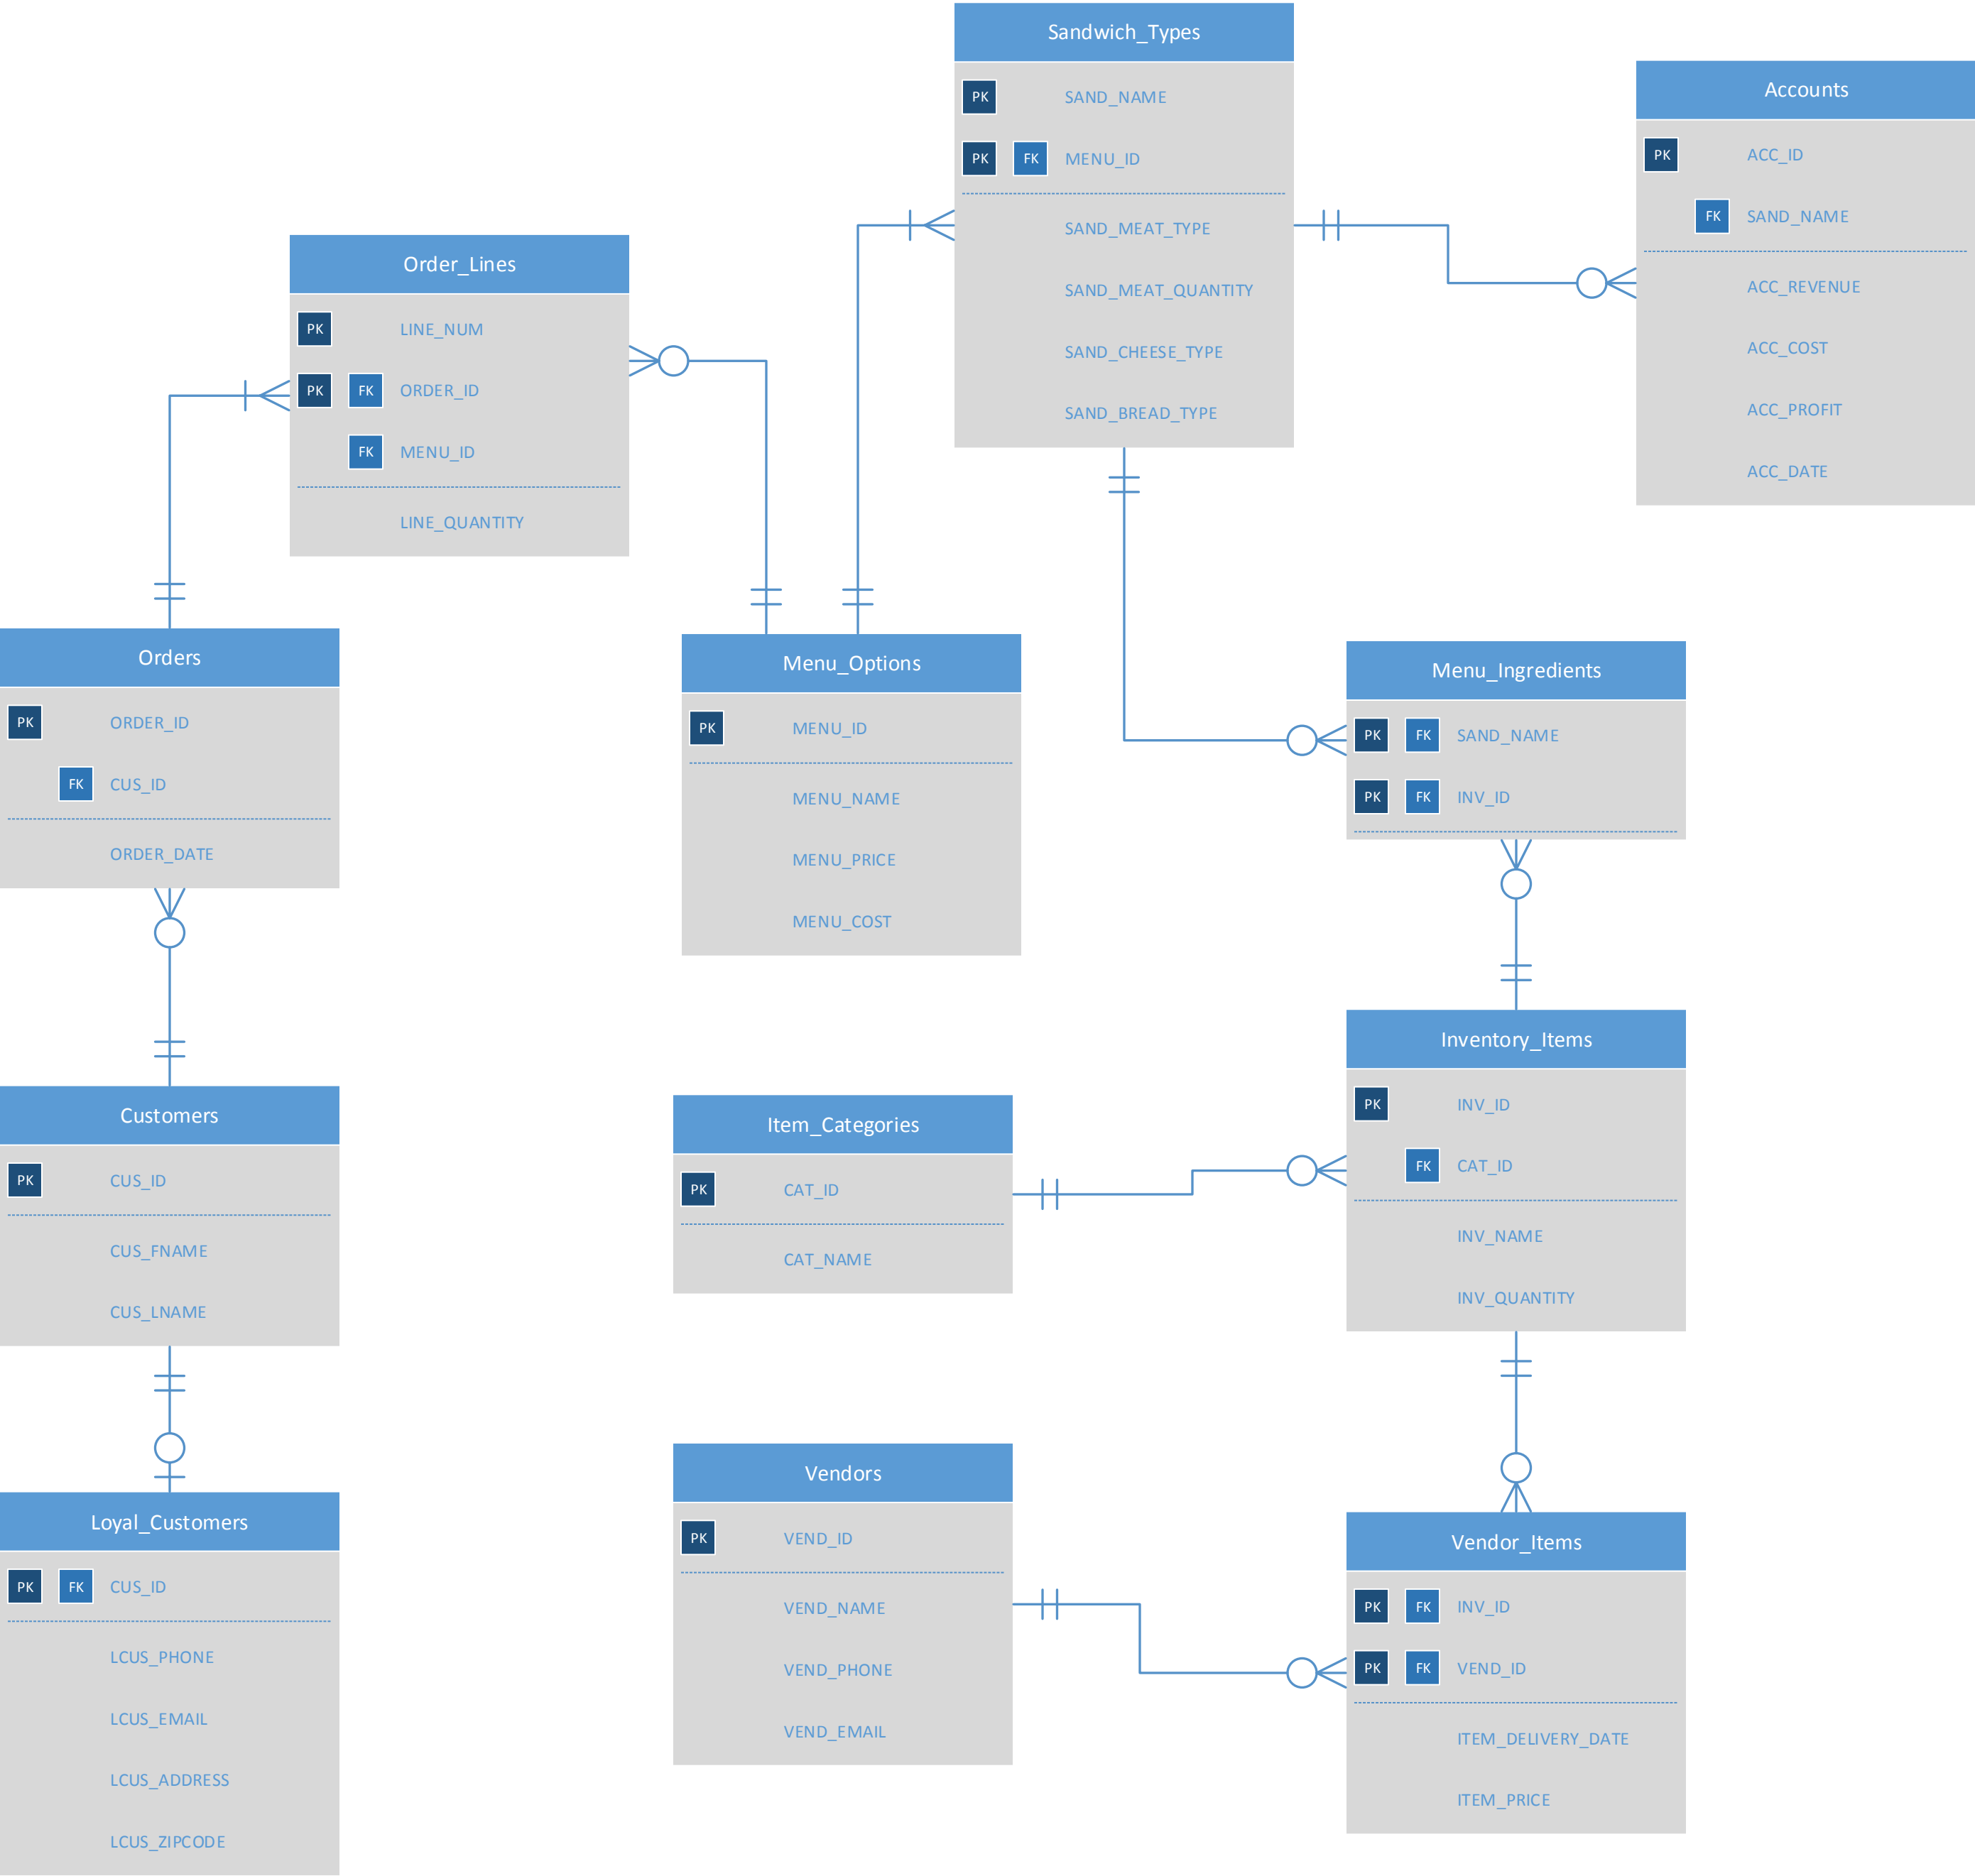 Sandwich_Types
PK SAND_NAME
PK FK MENU_ID
SAND_MEAT_TYPE
SAND_MEAT_QUANTITY
SAND_CHEESE_TYPE
SAND_BREAD_TYPE
Accounts
PK ACC_ID
FK SAND_NAME
ACC_REVENUE
ACC_COST
ACC_PROFIT
ACC_DATE
Order_Lines
PK LINE_NUM
PK FK ORDER_ID
FK MENU_ID
LINE_QUANTITY
Orders
PK ORDER_ID
FK CUS_ID
ORDER_DATE
Menu_Options
PK MENU_ID
MENU_NAME
MENU_PRICE
MENU_COST
Menu_Ingredients
PK FK SAND_NAME
PK FK INV_ID
Inventory_Items
PK INV_ID
FK CAT_ID
INV_NAME
INV_QUANTITY
Customers
PK CUS_ID
CUS_FNAME
CUS_LNAME
Item_Categories
PK CAT_ID
CAT_NAME
Loyal_Customers
PK FK CUS_ID
LCUS_PHONE
LCUS_EMAIL
LCUS_ADDRESS
LCUS_ZIPCODE
Vendors
PK VEND_ID
VEND_NAME
VEND_PHONE
VEND_EMAIL
Vendor_Items
PK FK INV_ID
PK FK VEND_ID
ITEM_DELIVERY_DATE
ITEM_PRICE